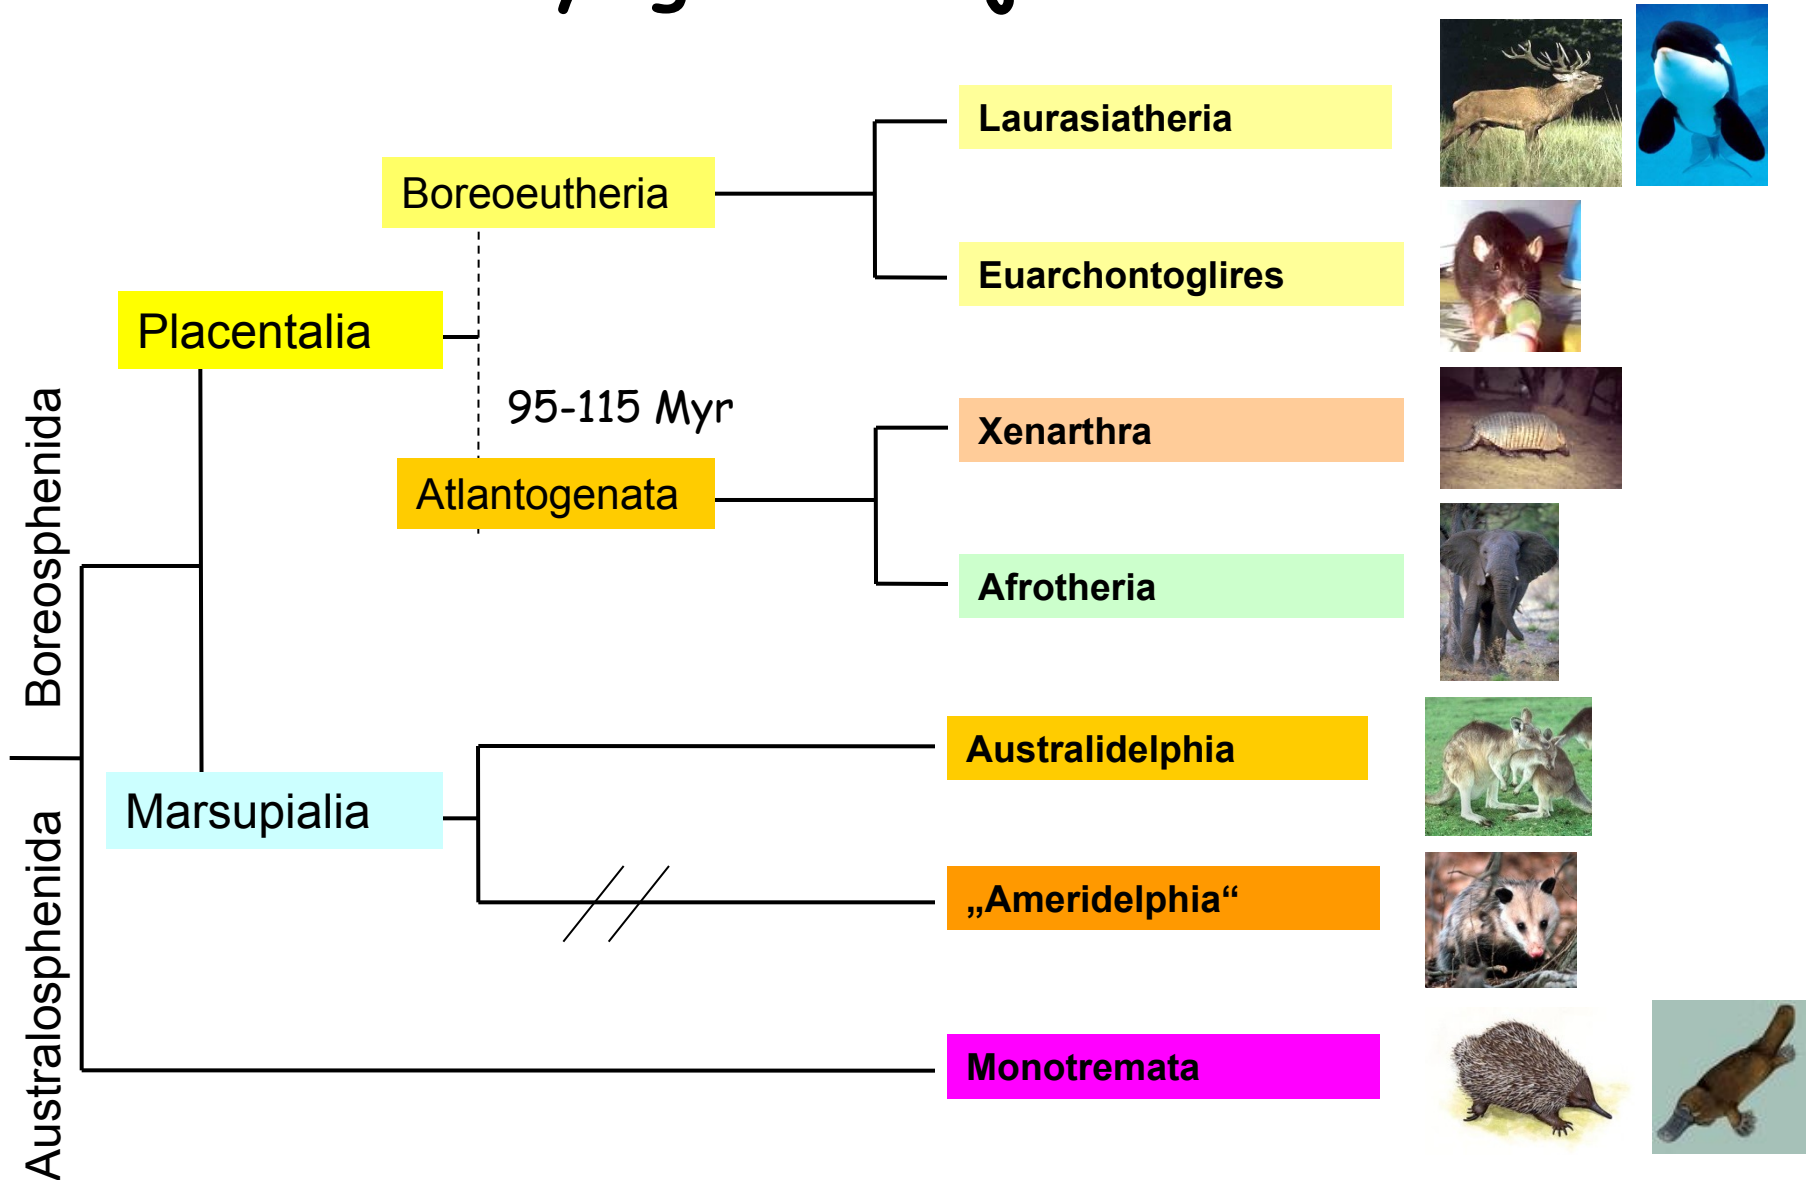 Laurasiatheria
Boreoeutheria
Euarchontoglires
Placentalia
95-115 Myr
Xenarthra
Atlantogenata
Afrotheria
Boreosphenida
Australidelphia
Marsupialia
„Ameridelphia“
Monotremata
Australosphenida